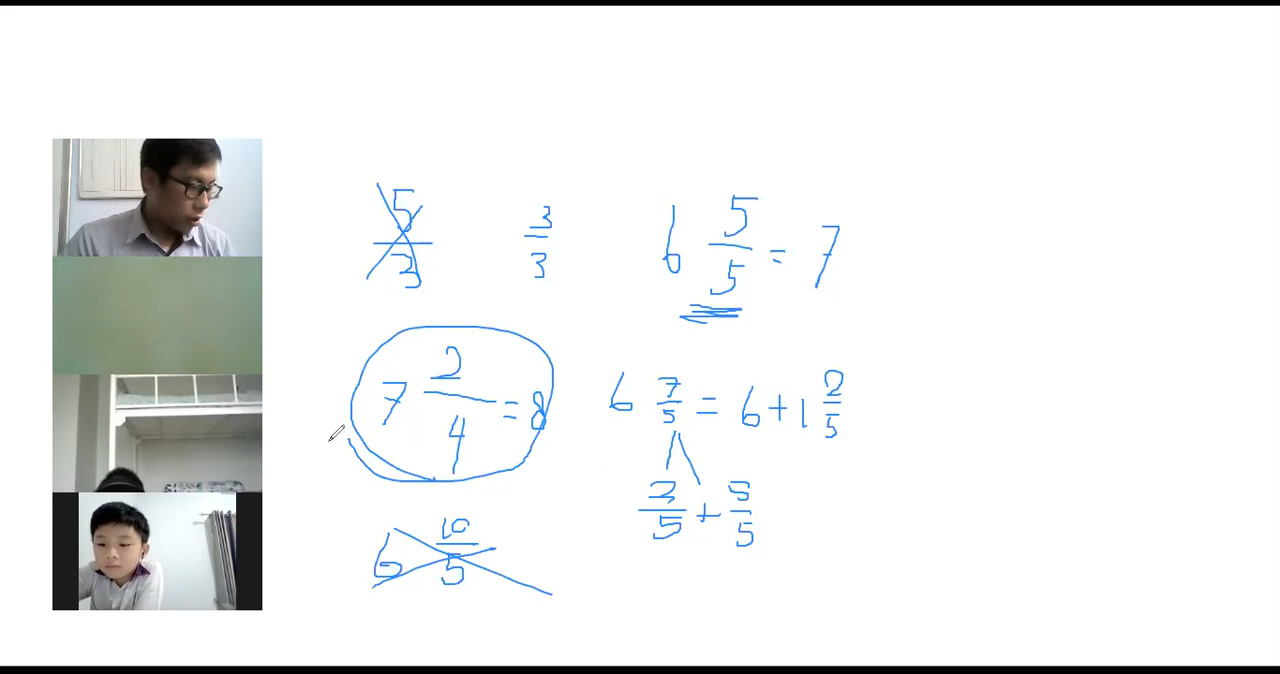 5/3 3/3 6 5/5 = 7
7 2/4 = 8
6 7/5 = 6 + 1 2/5
2/5 + 5/5
6 10/5